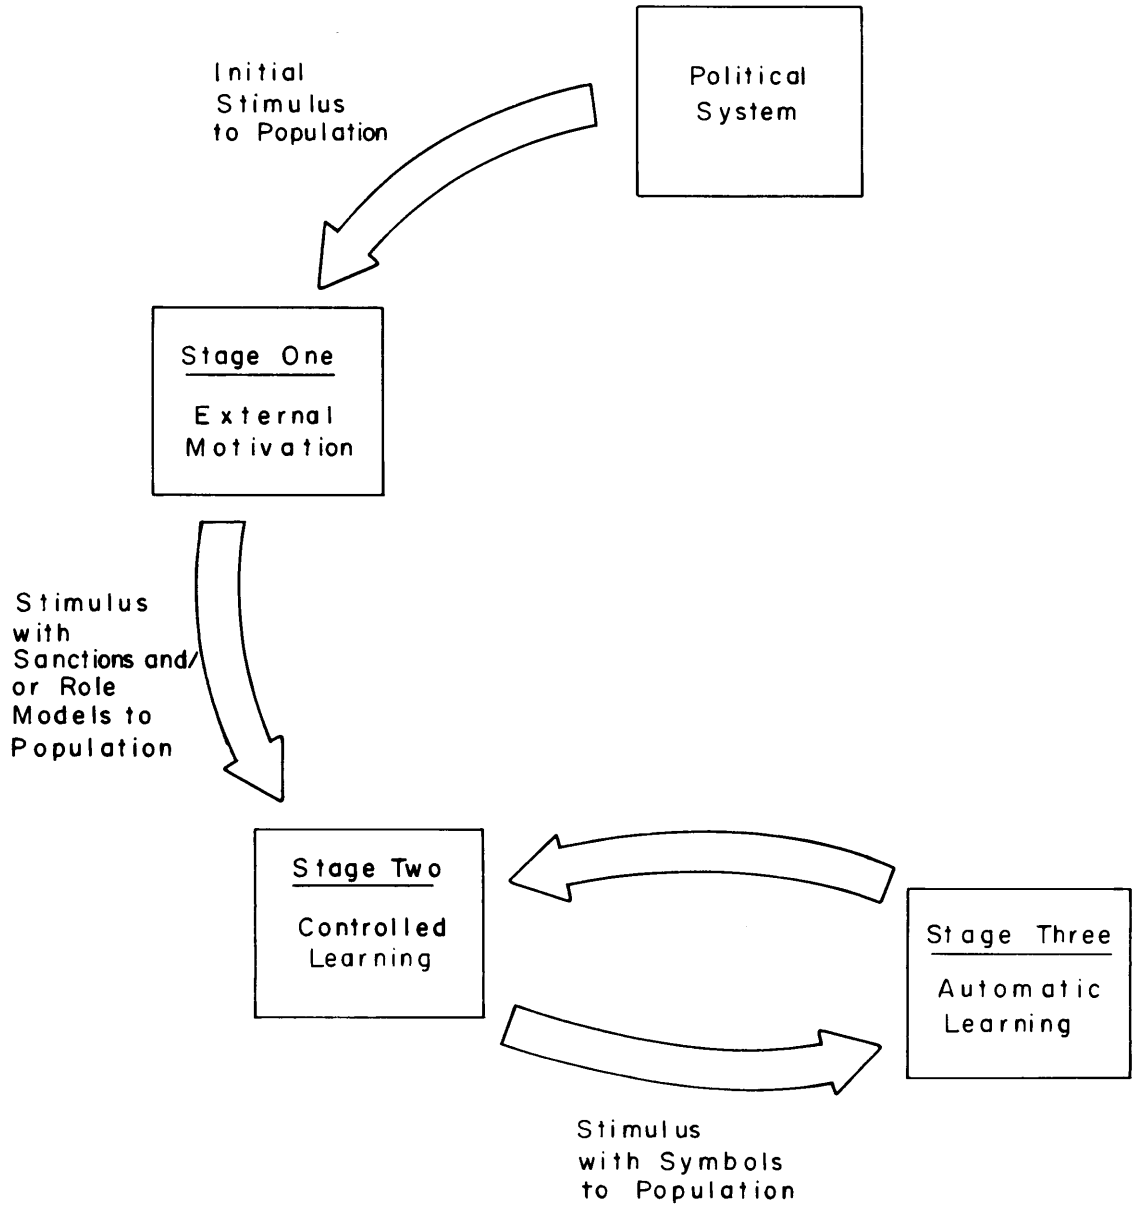 Political
System
Initial
Stimulus
to Population
Stage One
External
Motivation
Stimulus
with
Sanctions and/
or Role
Models to
Population
Stage Two
Controlled
Learning
Stage Three
Automatic
Learning
Stimulus
with Symbols
to Population